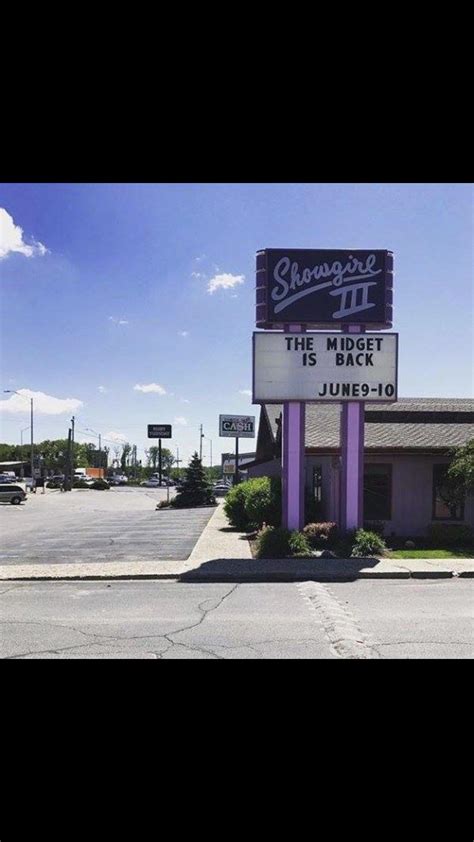 Showgirl
III
THE MIDGET
IS BACK
JUNE9-10
CASH